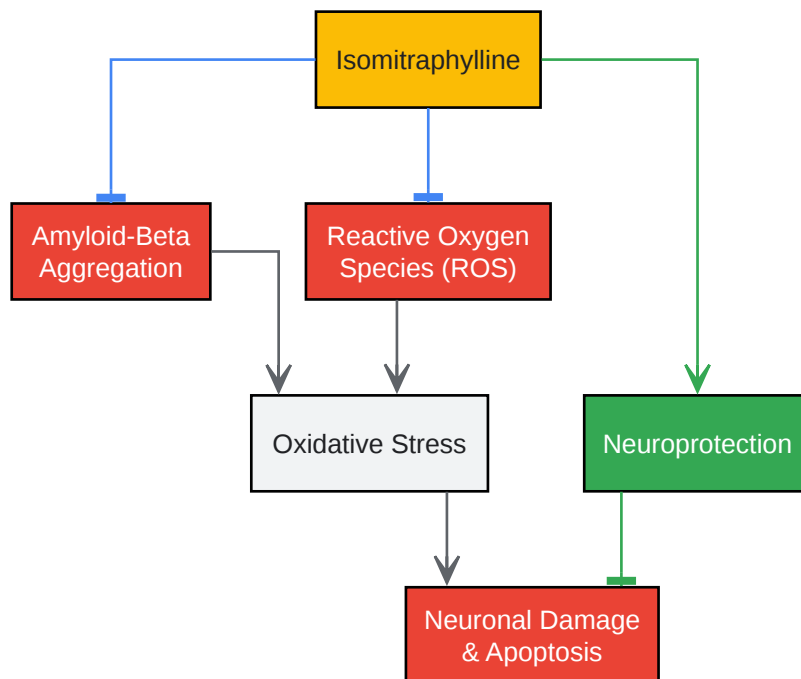 Isomitraphylline
Amyloid-Beta
Aggregation
Reactive Oxygen
Species (ROS)
Oxidative Stress
Neuroprotection
Neuronal Damage
& Apoptosis